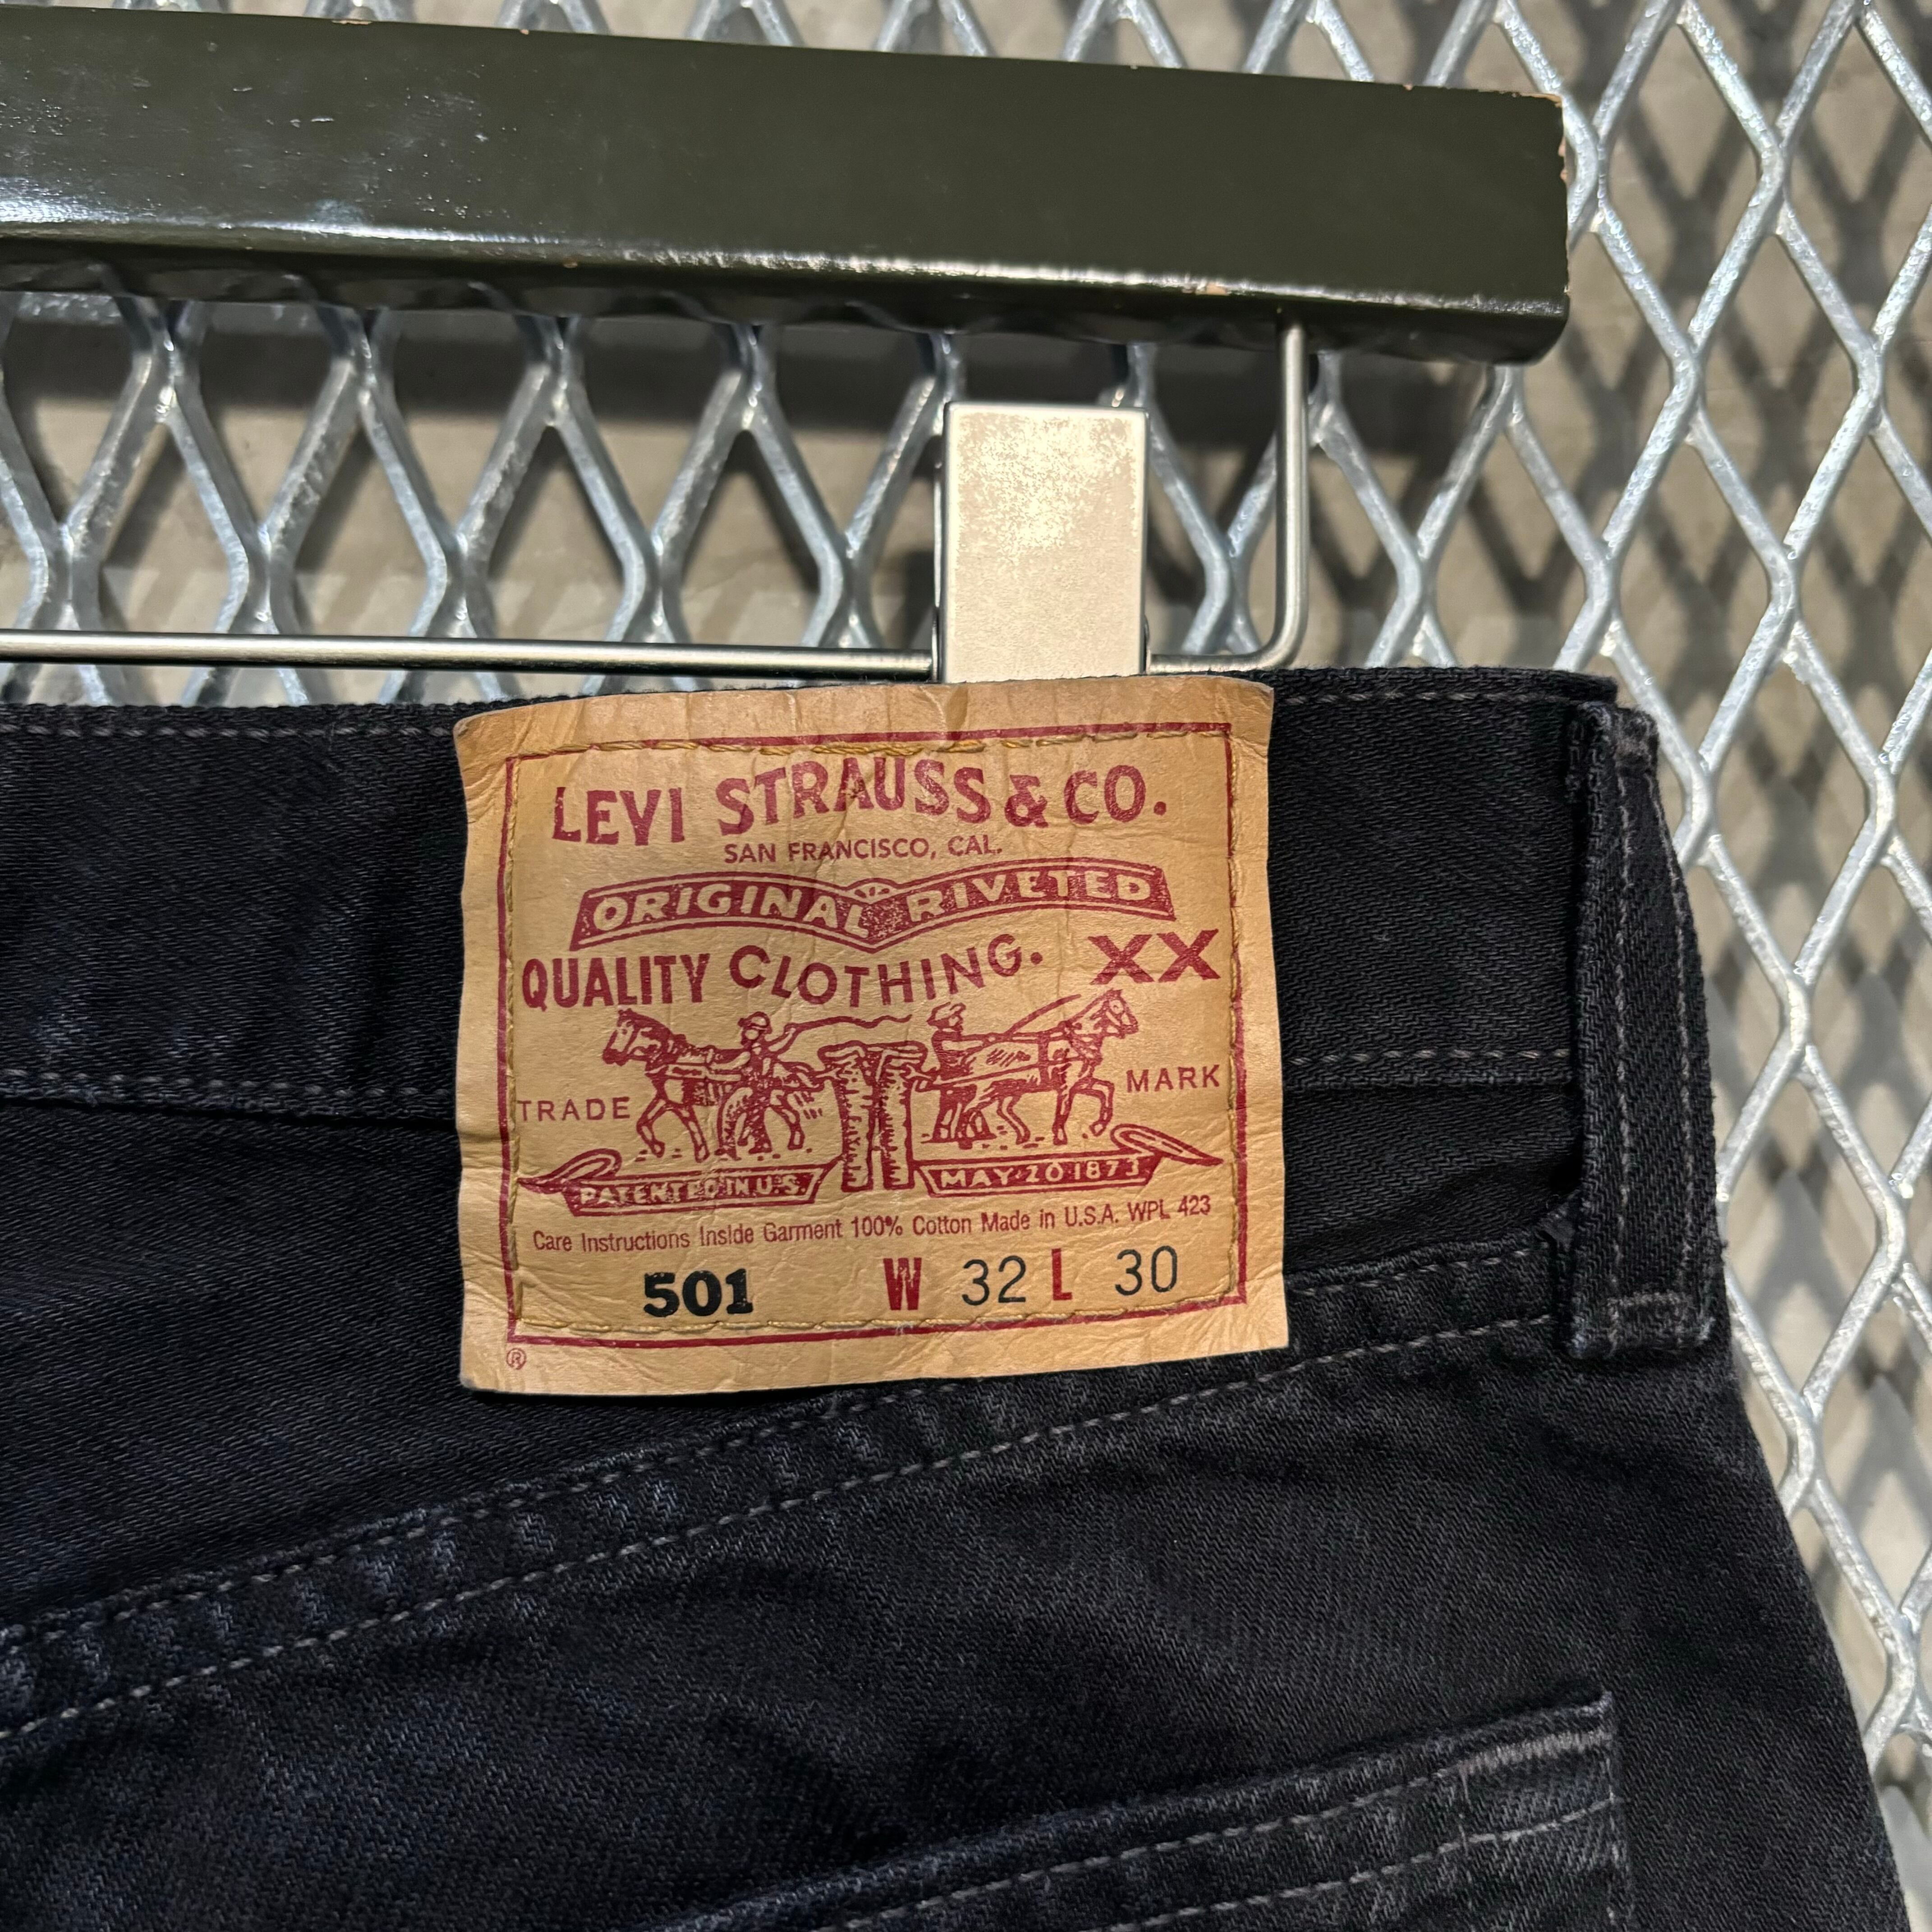 LEVI STRAUSS & CO.
SAN FRANCISCO, CAL.
ORIGINAL RIVETED
QUALITY CLOTHING. XX
TRADE MARK
PATENTED IN U.S. MAY 20 1873
Care Instructions Inside Garment 100% Cotton Made in U.S.A. WPL 423
501 W 32 L 30
®